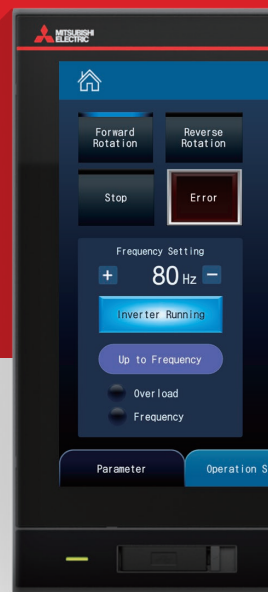 MITSUBISHI
ELECTRIC
Forward
Rotation
Reverse
Rotation
Stop
Error
Frequency Setting
+ 80 Hz −
Inverter Running
Up to Frequency
Overload
Frequency
Parameter
Operation S